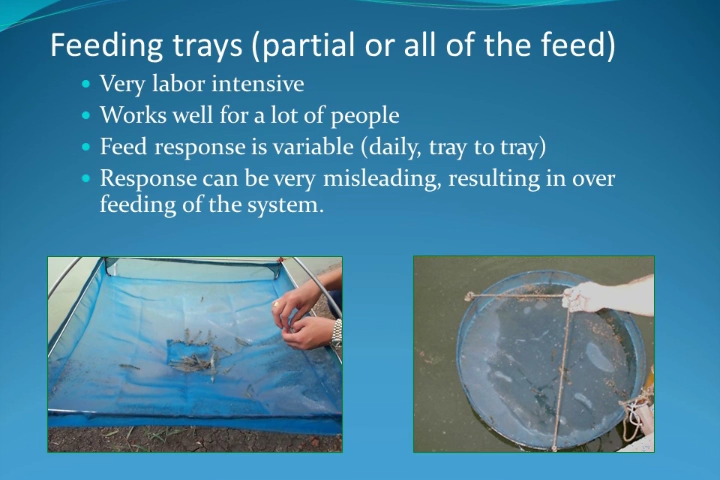 Feeding trays (partial or all of the feed)
Very labor intensive
Works well for a lot of people
Feed response is variable (daily, tray to tray)
Response can be very misleading, resulting in over
feeding of the system.